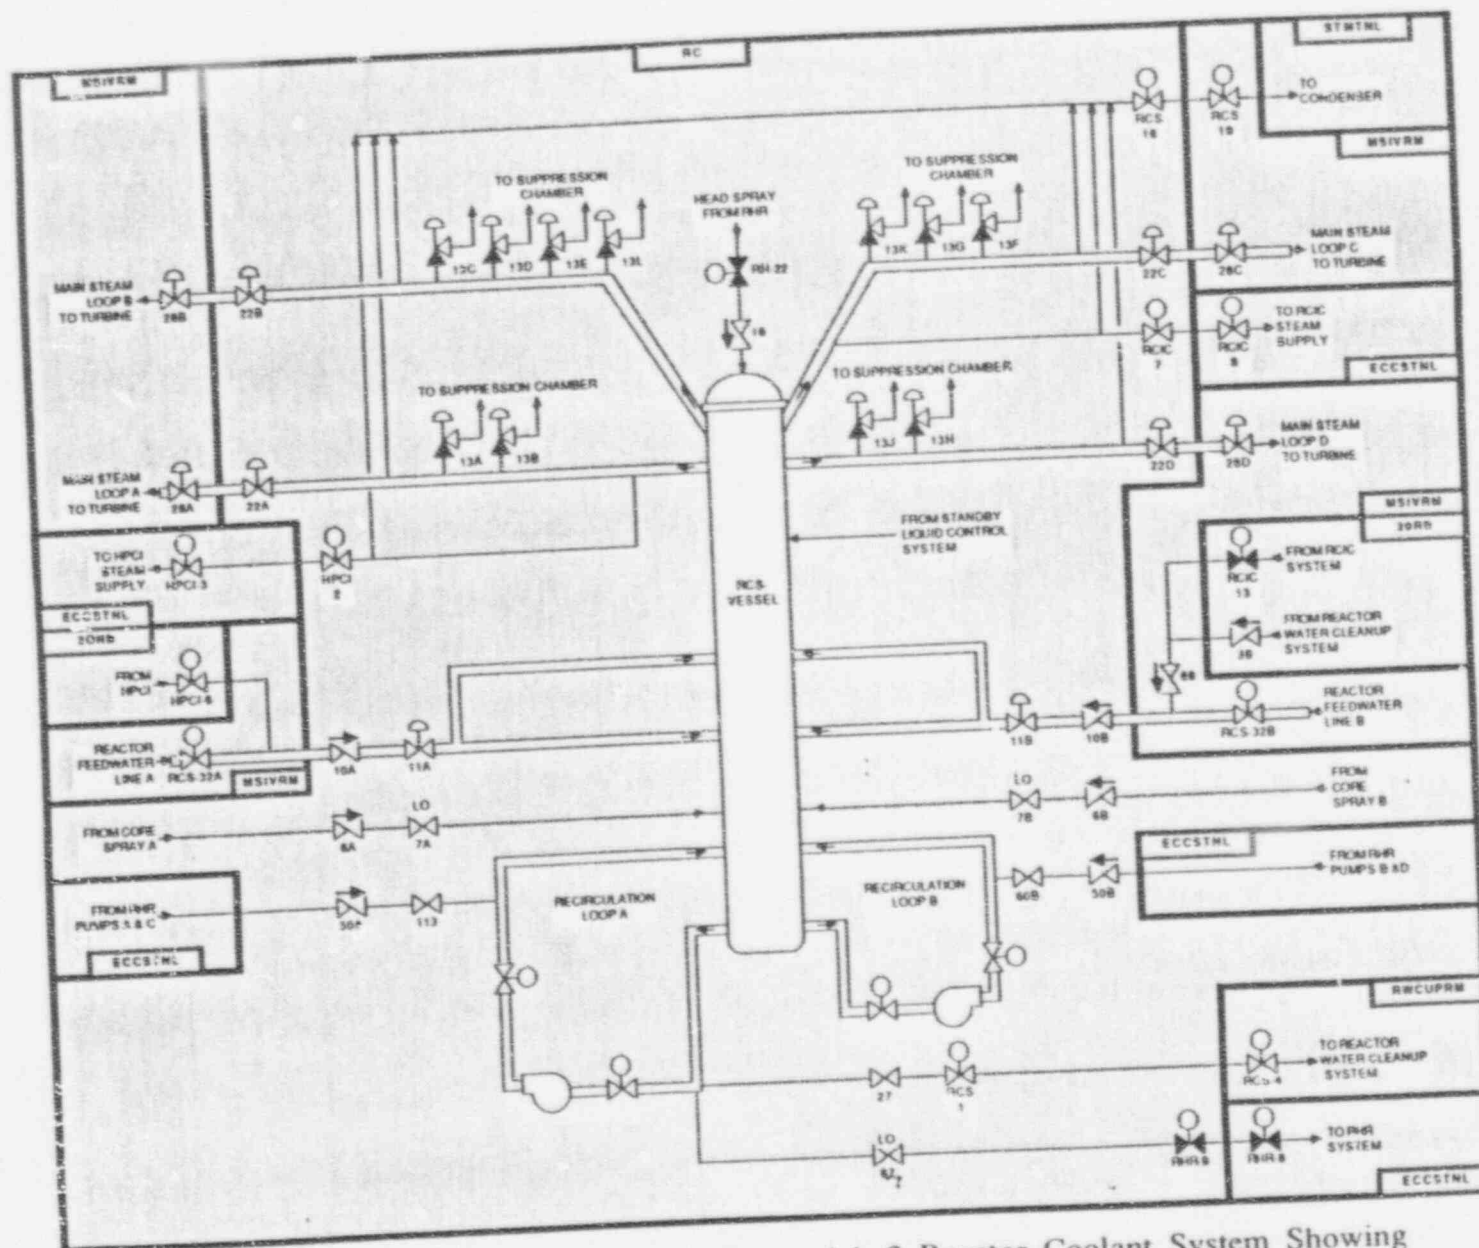 MSIVRM
RC
STMTNL
TO
CONDENSER
RCS
RCS
19
MSIVRM
TO SUPPRESSION
CHAMBER
HEAD SPRAY
FROM RHR
TO SUPPRESSION
CHAMBER
13C
13D
13E
13L
13K
13G
13F
RH-22
MAIN STEAM
LOOP B
TO TURBINE
28B
22B
22C
28C
MAIN STEAM
LOOP C
TO TURBINE
RCIC
7
RCIC
8
TO RCIC
STEAM
SUPPLY
ECCSTNL
TO SUPPRESSION CHAMBER
13A
13B
TO SUPPRESSION CHAMBER
13J
13H
MAIN STEAM
LOOP A
TO TURBINE
28A
22A
22D
28D
MAIN STEAM
LOOP D
TO TURBINE
MSIVRM
20RB
TO HPCI
STEAM
SUPPLY
HPCI-3
HPCI
2
ECCSTNL
20RB
FROM STANDBY
LIQUID CONTROL
SYSTEM
RCS
VESSEL
RCIC
13
FROM RCIC
SYSTEM
FROM REACTOR
WATER CLEANUP
SYSTEM
FROM
HPCI
REACTOR
FEEDWATER
LINE A
RCS-32A
MSIVRM
10A
11A
11B
10B
RCS-32B
REACTOR
FEEDWATER
LINE B
FROM CORE
SPRAY A
6A
LO
7A
LO
7B
6B
FROM
CORE
SPRAY B
ECCSTNL
FROM RHR
PUMPS A & C
113
ECCSTNL
RECIRCULATION
LOOP A
RECIRCULATION
LOOP B
60B
50B
FROM RHR
PUMPS B & D
RWCUPRM
27
RCS
1
RCS-4
TO REACTOR
WATER CLEANUP
SYSTEM
LO
RHR-9
RHR-8
TO RHR
SYSTEM
ECCSTNL
Reactor Coolant System Showing